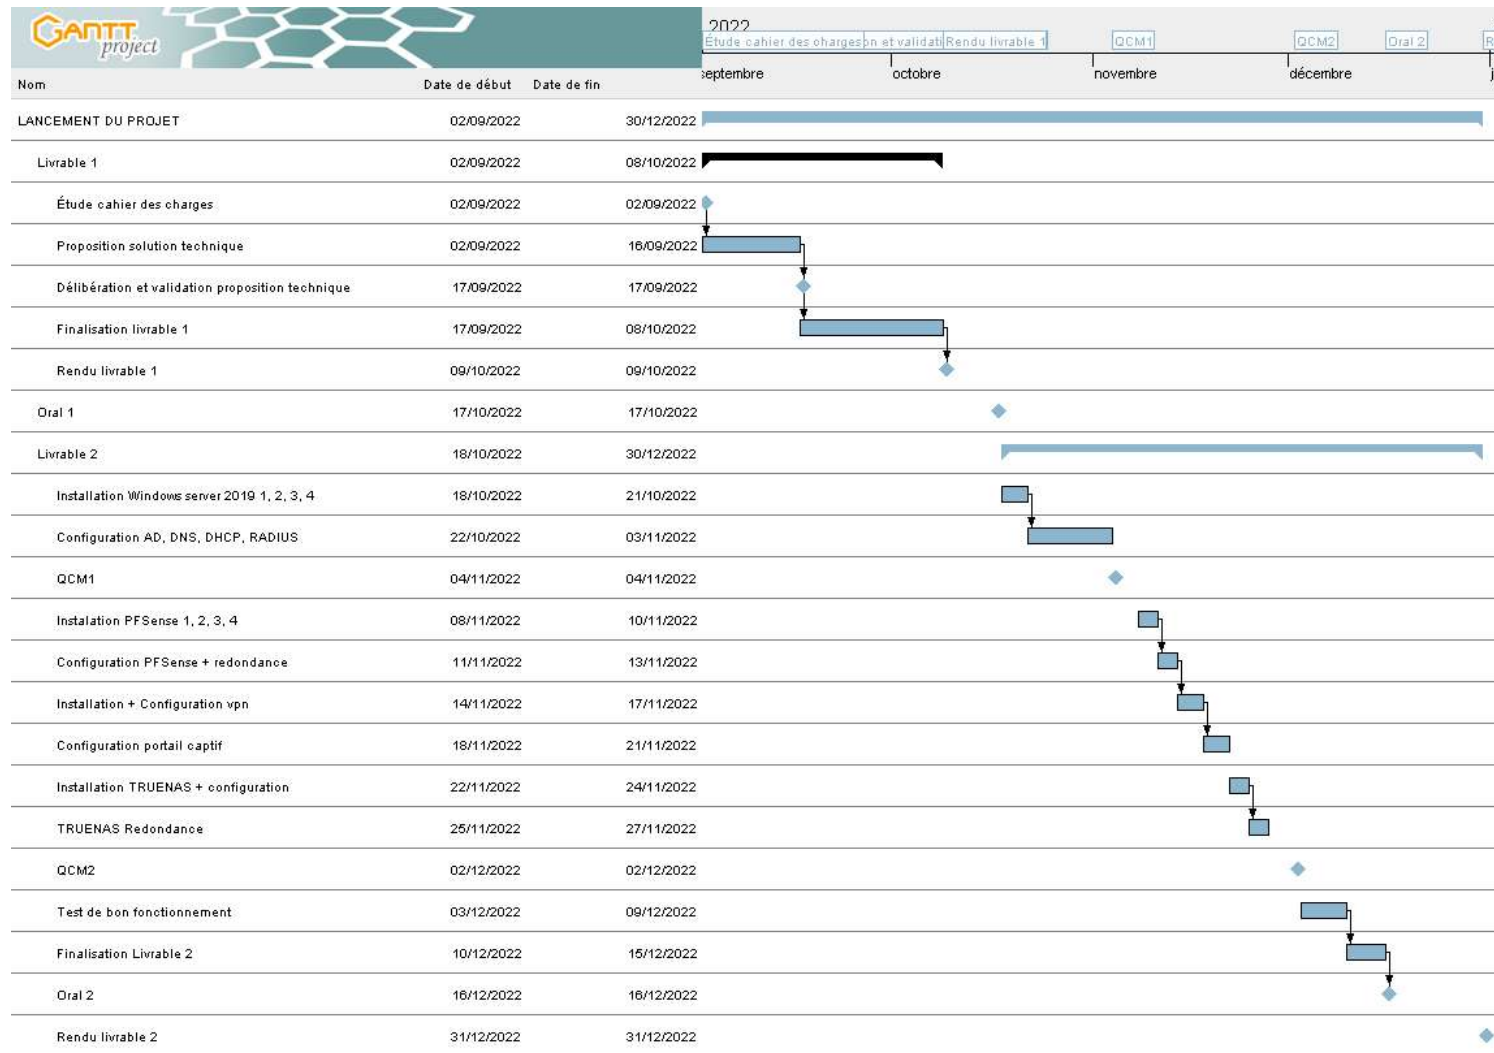 GANTT
project
2022
Étude cahier des charges on et validati Rendu livrable 1 QCM1 QCM2 Oral 2 R
septembre octobre novembre décembre j
Nom Date de début Date de fin
LANCEMENT DU PROJET 02/09/2022 30/12/2022
Livrable 1 02/09/2022 08/10/2022
Étude cahier des charges 02/09/2022 02/09/2022
Proposition solution technique 02/09/2022 16/09/2022
Délibération et validation proposition technique 17/09/2022 17/09/2022
Finalisation livrable 1 17/09/2022 08/10/2022
Rendu livrable 1 09/10/2022 09/10/2022
Oral 1 17/10/2022 17/10/2022
Livrable 2 18/10/2022 30/12/2022
Installation Windows server 2019 1, 2, 3, 4 18/10/2022 21/10/2022
Configuration AD, DNS, DHCP, RADIUS 22/10/2022 03/11/2022
QCM1 04/11/2022 04/11/2022
Instalation PFSense 1, 2, 3, 4 08/11/2022 10/11/2022
Configuration PFSense + redondance 11/11/2022 13/11/2022
Installation + Configuration vpn 14/11/2022 17/11/2022
Configuration portail captif 18/11/2022 21/11/2022
Installation TRUENAS + configuration 22/11/2022 24/11/2022
TRUENAS Redondance 25/11/2022 27/11/2022
QCM2 02/12/2022 02/12/2022
Test de bon fonctionnement 03/12/2022 09/12/2022
Finalisation Livrable 2 10/12/2022 15/12/2022
Oral 2 16/12/2022 16/12/2022
Rendu livrable 2 31/12/2022 31/12/2022